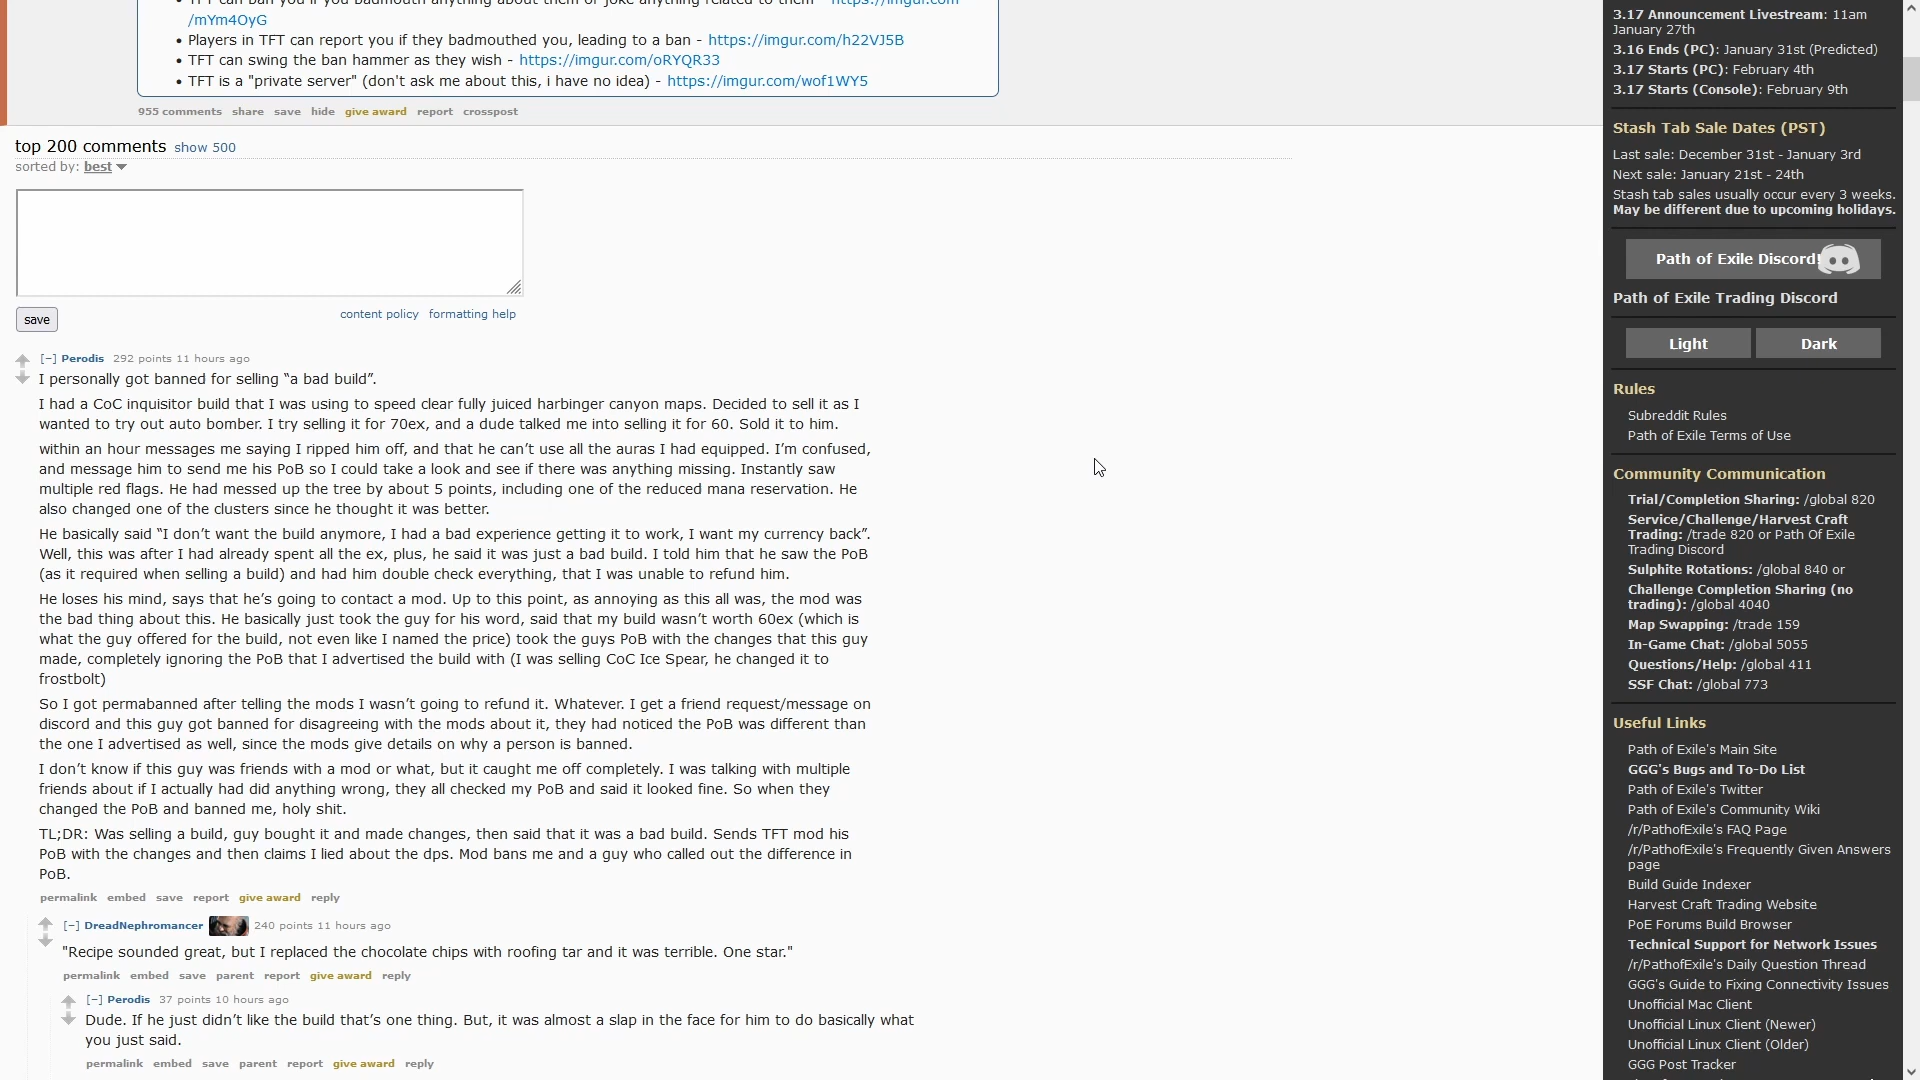 • TFT can ban you if you badmouth anything about them or joke anything related to them - https://imgur.com
/mYm4OyG
• Players in TFT can report you if they badmouthed you, leading to a ban - https://imgur.com/h22VJ5B
• TFT can swing the ban hammer as they wish - https://imgur.com/oRYQR33
• TFT is a "private server" (don't ask me about this, i have no idea) - https://imgur.com/wof1WY5
955 comments share save hide give award report crosspost
top 200 comments show 500
sorted by: best
save
content policy formatting help
[–] Perodis 292 points 11 hours ago
I personally got banned for selling “a bad build”.
I had a CoC inquisitor build that I was using to speed clear fully juiced harbinger canyon maps. Decided to sell it as I
wanted to try out auto bomber. I try selling it for 70ex, and a dude talked me into selling it for 60. Sold it to him.
within an hour messages me saying I ripped him off, and that he can’t use all the auras I had equipped. I’m confused,
and message him to send me his PoB so I could take a look and see if there was anything missing. Instantly saw
multiple red flags. He had messed up the tree by about 5 points, including one of the reduced mana reservation. He
also changed one of the clusters since he thought it was better.
He basically said “I don’t want the build anymore, I had a bad experience getting it to work, I want my currency back”.
Well, this was after I had already spent all the ex, plus, he said it was just a bad build. I told him that he saw the PoB
(as it required when selling a build) and had him double check everything, that I was unable to refund him.
He loses his mind, says that he’s going to contact a mod. Up to this point, as annoying as this all was, the mod was
the bad thing about this. He basically just took the guy for his word, said that my build wasn’t worth 60ex (which is
what the guy offered for the build, not even like I named the price) took the guys PoB with the changes that this guy
made, completely ignoring the PoB that I advertised the build with (I was selling CoC Ice Spear, he changed it to
frostbolt)
So I got permabanned after telling the mods I wasn’t going to refund it. Whatever. I get a friend request/message on
discord and this guy got banned for disagreeing with the mods about it, they had noticed the PoB was different than
the one I advertised as well, since the mods give details on why a person is banned.
I don’t know if this guy was friends with a mod or what, but it caught me off completely. I was talking with multiple
friends about if I actually had did anything wrong, they all checked my PoB and said it looked fine. So when they
changed the PoB and banned me, holy shit.
TL;DR: Was selling a build, guy bought it and made changes, then said that it was a bad build. Sends TFT mod his
PoB with the changes and then claims I lied about the dps. Mod bans me and a guy who called out the difference in
PoB.
permalink embed save report give award reply
[–] DreadNephromancer 240 points 11 hours ago
"Recipe sounded great, but I replaced the chocolate chips with roofing tar and it was terrible. One star."
permalink embed save parent report give award reply
[–] Perodis 37 points 10 hours ago
Dude. If he just didn’t like the build that’s one thing. But, it was almost a slap in the face for him to do basically what
you just said.
permalink embed save parent report give award reply
3.17 Announcement Livestream: 11am
January 27th
3.16 Ends (PC): January 31st (Predicted)
3.17 Starts (PC): February 4th
3.17 Starts (Console): February 9th
Stash Tab Sale Dates (PST)
Last sale: December 31st - January 3rd
Next sale: January 21st - 24th
Stash tab sales usually occur every 3 weeks.
May be different due to upcoming holidays.
Path of Exile Discord!
Path of Exile Trading Discord
Light Dark
Rules
Subreddit Rules
Path of Exile Terms of Use
Community Communication
Trial/Completion Sharing: /global 820
Service/Challenge/Harvest Craft
Trading: /trade 820 or Path Of Exile
Trading Discord
Sulphite Rotations: /global 840 or
Challenge Completion Sharing (no
trading): /global 4040
Map Swapping: /trade 159
In-Game Chat: /global 5055
Questions/Help: /global 411
SSF Chat: /global 773
Useful Links
Path of Exile's Main Site
GGG's Bugs and To-Do List
Path of Exile's Twitter
Path of Exile's Community Wiki
/r/PathofExile's FAQ Page
/r/PathofExile's Frequently Given Answers
page
Build Guide Indexer
Harvest Craft Trading Website
PoE Forums Build Browser
Technical Support for Network Issues
/r/PathofExile's Daily Question Thread
GGG's Guide to Fixing Connectivity Issues
Unofficial Mac Client
Unofficial Linux Client (Newer)
Unofficial Linux Client (Older)
GGG Post Tracker